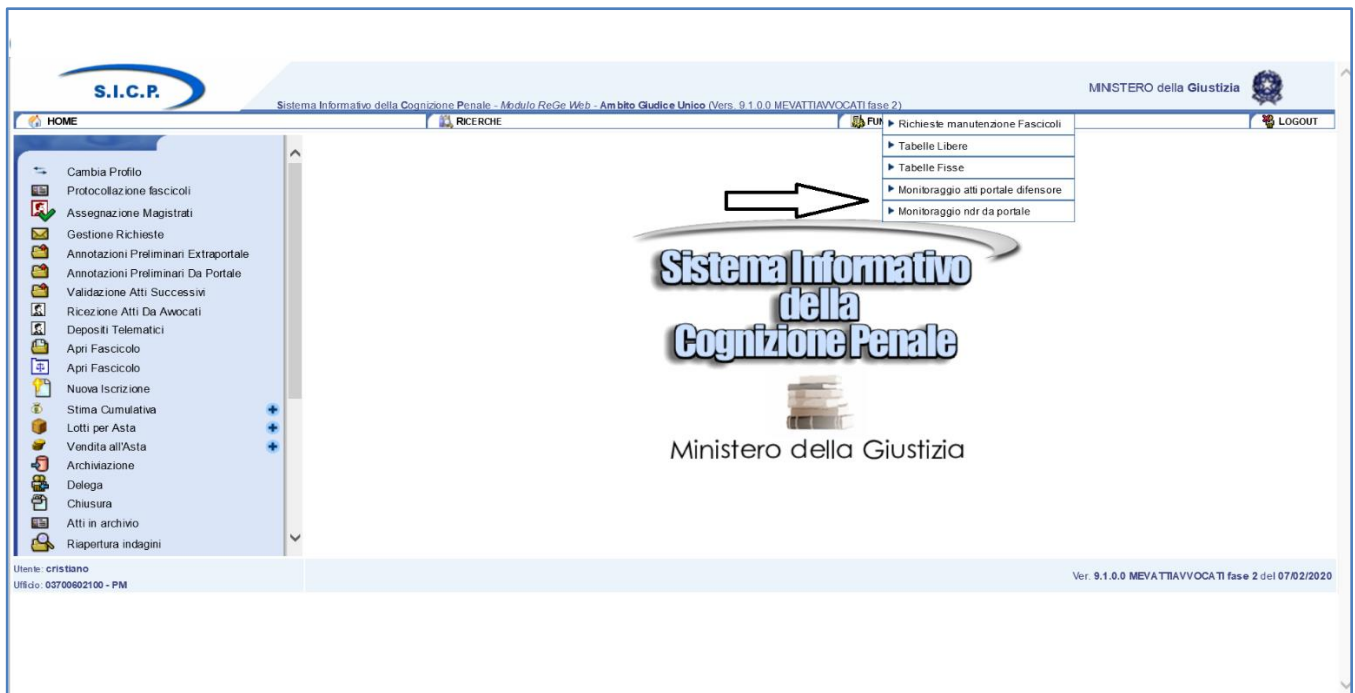 S.I.C.P.
Sistema Informativo della Cognizione Penale - Modulo ReGe Web - Ambito Giudice Unico (Vers. 9.1.0.0 MEVATTIAVVOCATI fase 2)
MINISTERO della Giustizia
HOME
RICERCHE
FUN
LOGOUT
Richieste manutenzione Fascicoli
Tabelle Libere
Tabelle Fisse
Monitoraggio atti portale difensore
Monitoraggio ndr da portale
Cambia Profilo
Protocollazione fascicoli
Assegnazione Magistrati
Gestione Richieste
Annotazioni Preliminari Extraportale
Annotazioni Preliminari Da Portale
Validazione Atti Successivi
Ricezione Atti Da Avvocati
Depositi Telematici
Apri Fascicolo
Apri Fascicolo
Nuova Iscrizione
Stima Cumulativa
Lotti per Asta
Vendita all'Asta
Archiviazione
Delega
Chiusura
Atti in archivio
Riapertura indagini
Sistema Informativo
della
Cognizione Penale
Ministero della Giustizia
Utente: cristiano
Ufficio: 03700602100 - PM
Ver. 9.1.0.0 MEVATTIAVVOCATI fase 2 del 07/02/2020